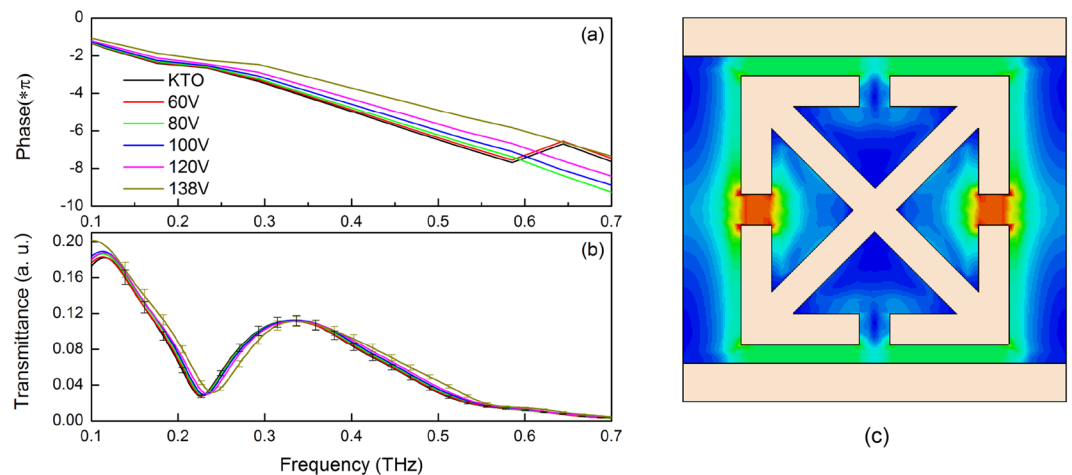 0
-2
-4
-6
-8
-10
Phase(*π)
(a)
KTO
60V
80V
100V
120V
138V
0.1 0.2 0.3 0.4 0.5 0.6 0.7
0.20
0.16
0.12
0.08
0.04
0.00
Transmittance (a. u.)
(b)
0.1 0.2 0.3 0.4 0.5 0.6 0.7
Frequency (THz)
(c)